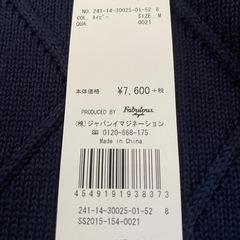 NO. 241-14-30025-01-52 8
COL. ネイビー SIZE M
QUA. 0021
本体価格 ¥7,600 +税
PRODUCED BY Fabulous
(株)ジャパンイマジネーション
0120-668-175
Made in China
4549191938373
241-14-30025-01-52 8
SS2015-154-0021